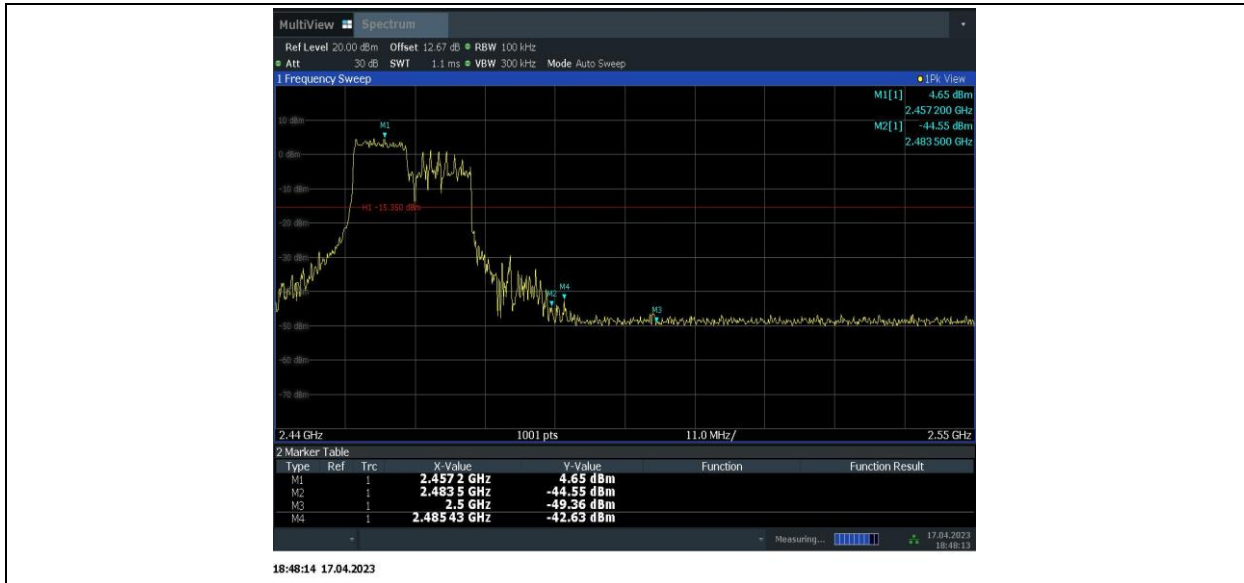 MultiView Spectrum
Ref Level 20.00 dBm Offset 12.67 dB RBW 100 kHz
Att 30 dB SWT 1.1 ms VBW 300 kHz Mode Auto Sweep
1 Frequency Sweep 1Pk View
M1[1] 4.65 dBm
2.457 200 GHz
M2[1] -44.55 dBm
2.483 500 GHz
10 dBm
M1
0 dBm
-10 dBm
H1 -15.350 dBm
-20 dBm
-30 dBm
M4
M2
M3
-50 dBm
-60 dBm
-70 dBm
2.44 GHz 1001 pts 11.0 MHz/ 2.55 GHz
2 Marker Table
Type Ref Trc X-Value Y-Value Function Function Result
M1 1 2.457 2 GHz 4.65 dBm
M2 1 2.483 5 GHz -44.55 dBm
M3 1 2.5 GHz -49.36 dBm
M4 1 2.485 43 GHz -42.63 dBm
Measuring... 17.04.2023
18:48:13
18:48:14 17.04.2023